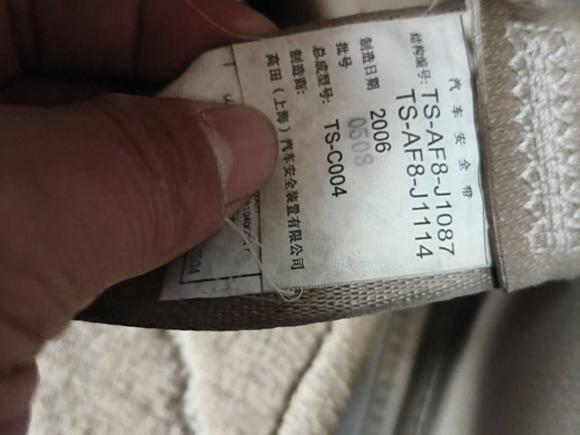 汽车安全带
结构编号: TS-AF8-J1087
TS-AF8-J1114
制造日期 2006
批号 0508
总成型号: TS-C004
制造商:
高田(上海)汽车安全装置有限公司